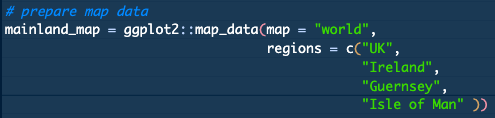 # prepare map data
mainland_map = ggplot2::map_data(map = "world",
regions = c("UK",
"Ireland",
"Guernsey",
"Isle of Man" ))